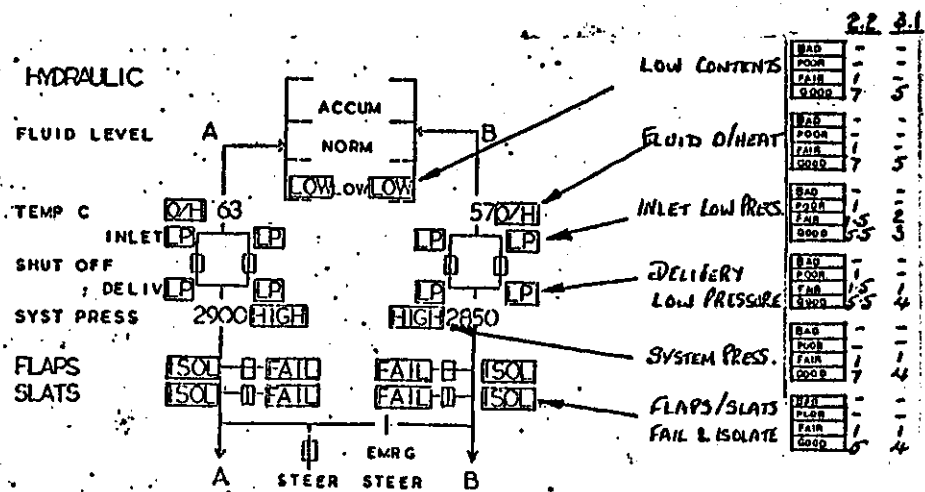 2.2 3.1
HYDRAULIC
LOW CONTENTS
BAD - -
POOR - -
FAIR 1 -
GOOD 7 5
ACCUM
FLUID LEVEL A B
NORM
FLUID O/HEAT
BAD - -
POOR - -
FAIR 1 -
GOOD 7 5
LOW LOW LOW
TEMP C O/H 63 57 O/H
INLET LOW PRESS.
BAD - -
POOR 1 -
FAIR 1.5 2
GOOD 5.5 3
INLET LP LP LP LP
SHUT OFF
DELIV LP LP LP LP
DELIVERY
LOW PRESSURE
BAD - -
POOR 1 -
FAIR 1.5 1
GOOD 5.5 4
SYST PRESS 2900 HIGH HIGH 2850
SYSTEM PRESS.
BAD - -
POOR - -
FAIR 1 1
GOOD 7 4
FLAPS ISOL FAIL FAIL ISOL
SLATS ISOL FAIL FAIL ISOL
FLAPS/SLATS
FAIL & ISOLATE
BAD - -
POOR - -
FAIR 1 1
GOOD 5 4
EMRG
A STEER STEER B